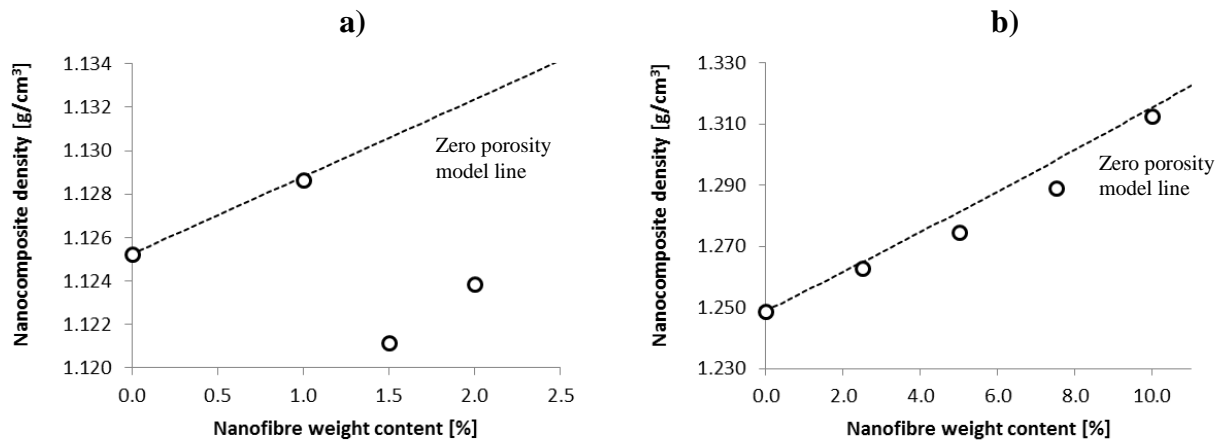 a)
Nanocomposite density [g/cm³]
1.134
1.132
1.130
1.128
1.126
1.124
1.122
1.120
Zero porosity
model line
0.0 0.5 1.0 1.5 2.0 2.5
Nanofibre weight content [%]
b)
Nanocomposite density [g/cm³]
1.330
1.310
1.290
1.270
1.250
1.230
Zero porosity
model line
0.0 2.0 4.0 6.0 8.0 10.0
Nanofibre weight content [%]